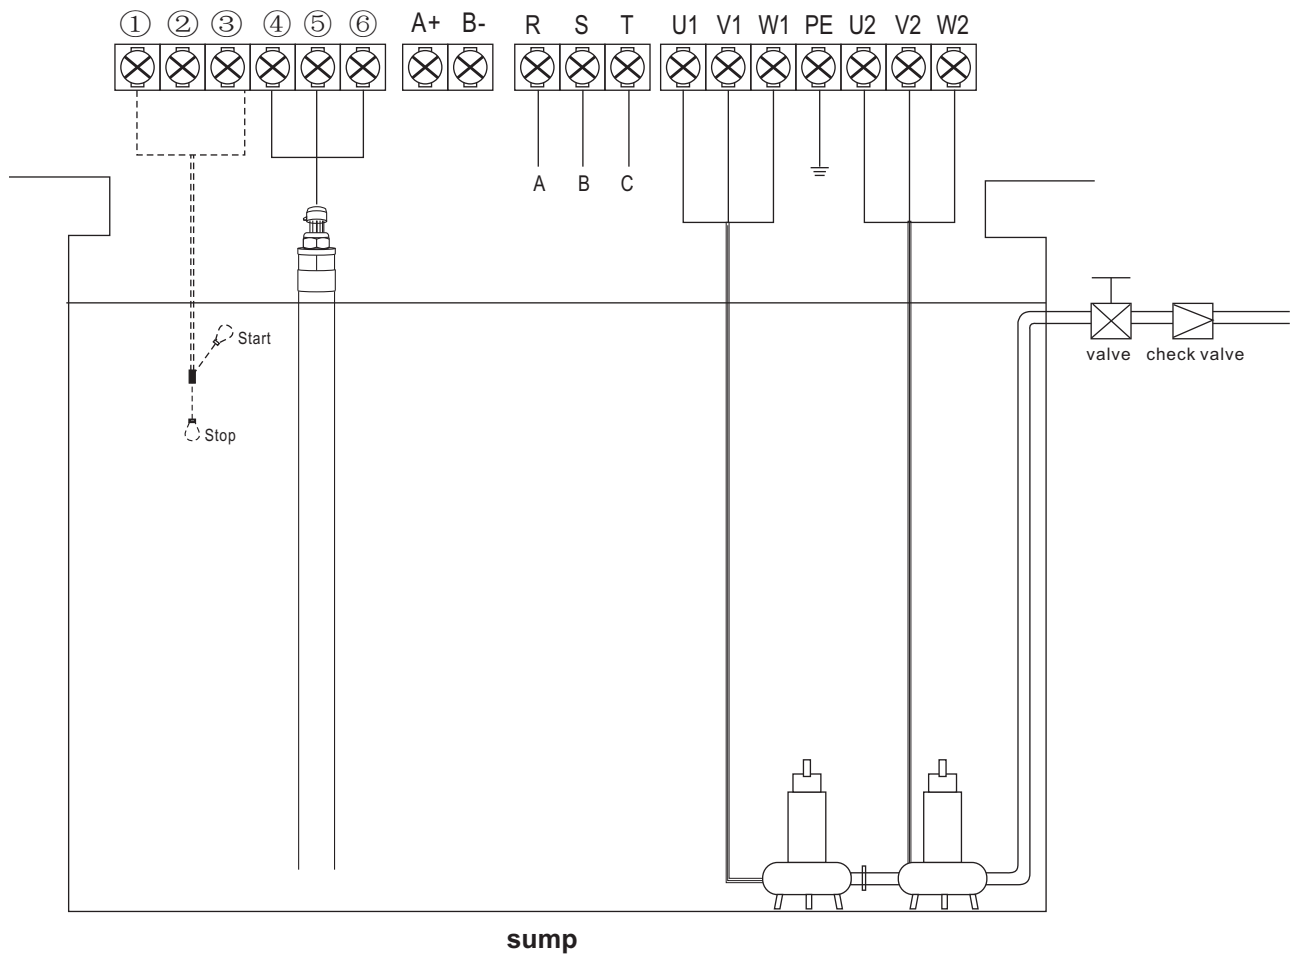 ① ② ③ ④ ⑤ ⑥ A+ B- R S T U1 V1 W1 PE U2 V2 W2
A B C
Start
valve check valve
Stop
sump